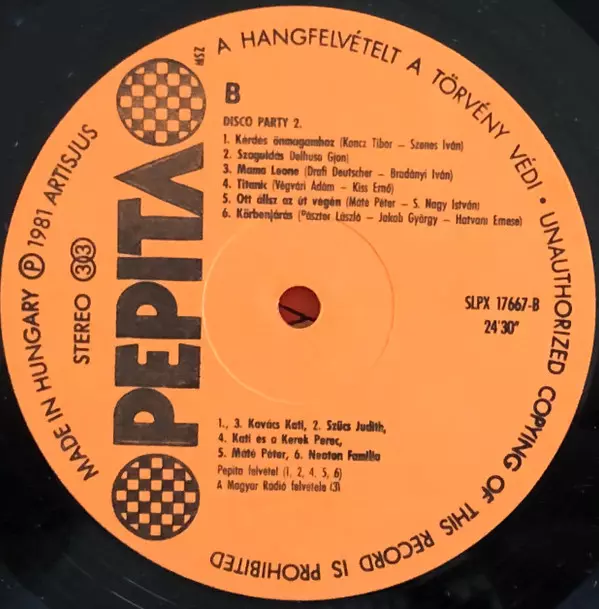 A HANGFELVÉTELT A TÖRVÉNY VÉDI • UNAUTHORIZED COPYING OF THIS RECORD IS PROHIBITED
MADE IN HUNGARY Ⓟ 1981 ARTISJUS
STEREO 33
PEPITA
MSZ
B
DISCO PARTY 2.
1. Kérdés önmagamhoz (Koncz Tibor – Szenes Iván)
2. Szaguldás Delhusa Gjon)
3. Mama Leone (Drafi Deutscher – Bradányi Iván)
4. Titanic (Végvári Ádám – Kiss Ernő)
5. Ott állsz az út végén (Máté Péter – S. Nagy István)
6. Körbenjárás (Pásztor László – Jakab György – Hatvani Emese)
SLPX 17667-B
24'30"
1., 3. Kovács Kati, 2. Szűcs Judith,
4. Kati és a Kerek Perec,
5. Máté Péter, 6. Neoton Família
Pepita felvétel (1, 2, 4, 5, 6)
A Magyar Rádió felvétele (3)